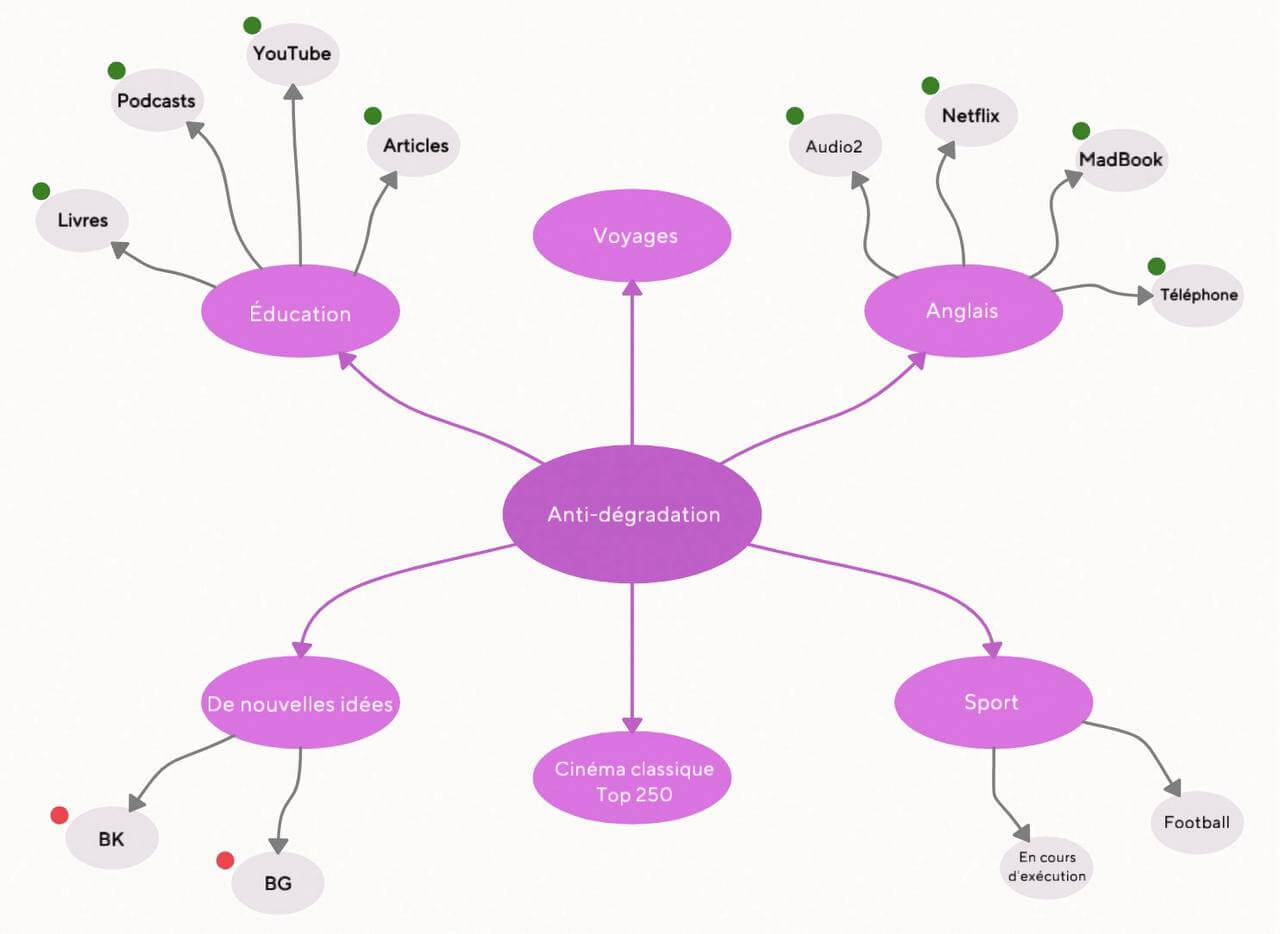 YouTube
Podcasts
Articles
Livres
Éducation
Voyages
Netflix
Audio2
MadBook
Téléphone
Anglais
Anti-dégradation
De nouvelles idées
BK
BG
Cinéma classique
Top 250
Sport
Football
En cours
d'exécution